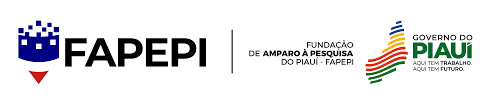 FAPEPI
FUNDAÇÃO
DE AMPARO À PESQUISA
DO PIAUÍ - FAPEPI
GOVERNO DO
PIAUÍ
AQUI TEM TRABALHO.
AQUI TEM FUTURO.